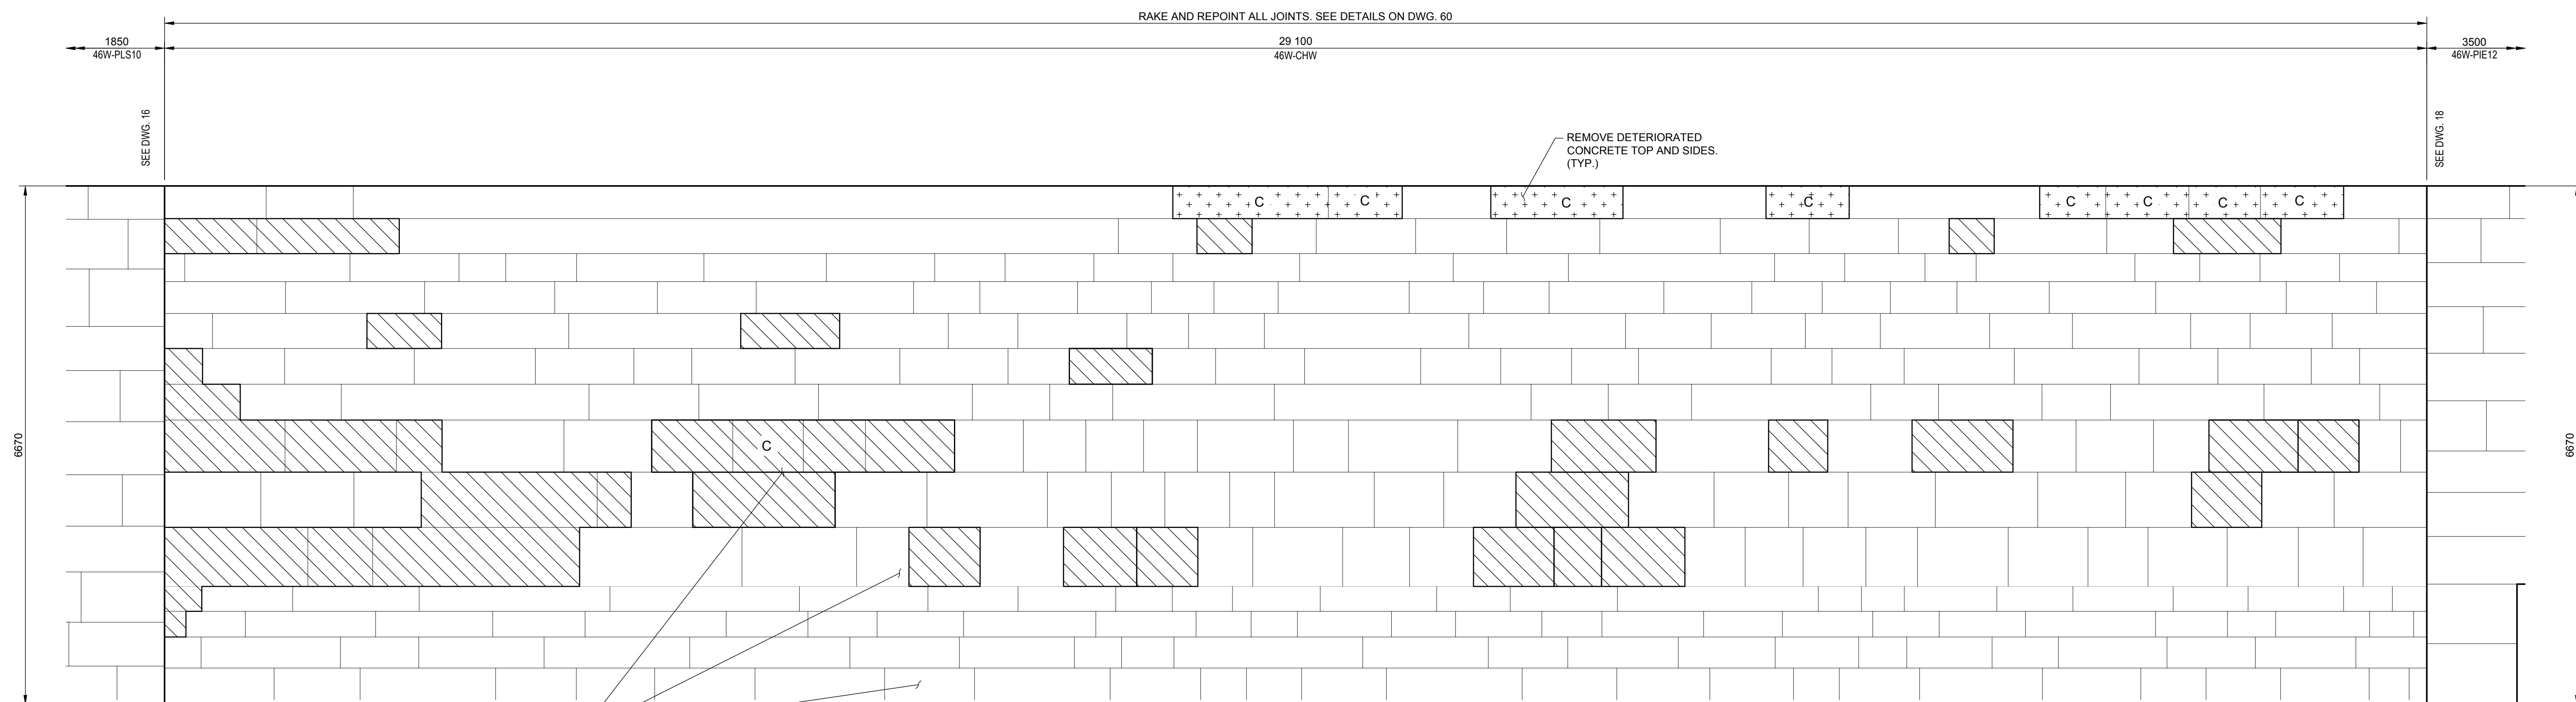 RAKE AND REPOINT ALL JOINTS. SEE DETAILS ON DWG. 60
1850
29 100
3500
46W-PLS10
46W-CHW
46W-PIE12
SEE DWG. 16
SEE DWG. 18
REMOVE DETERIORATED
CONCRETE TOP AND SIDES.
(TYP.)
C
C
C
C
C
C
C
C
6670
C
6670